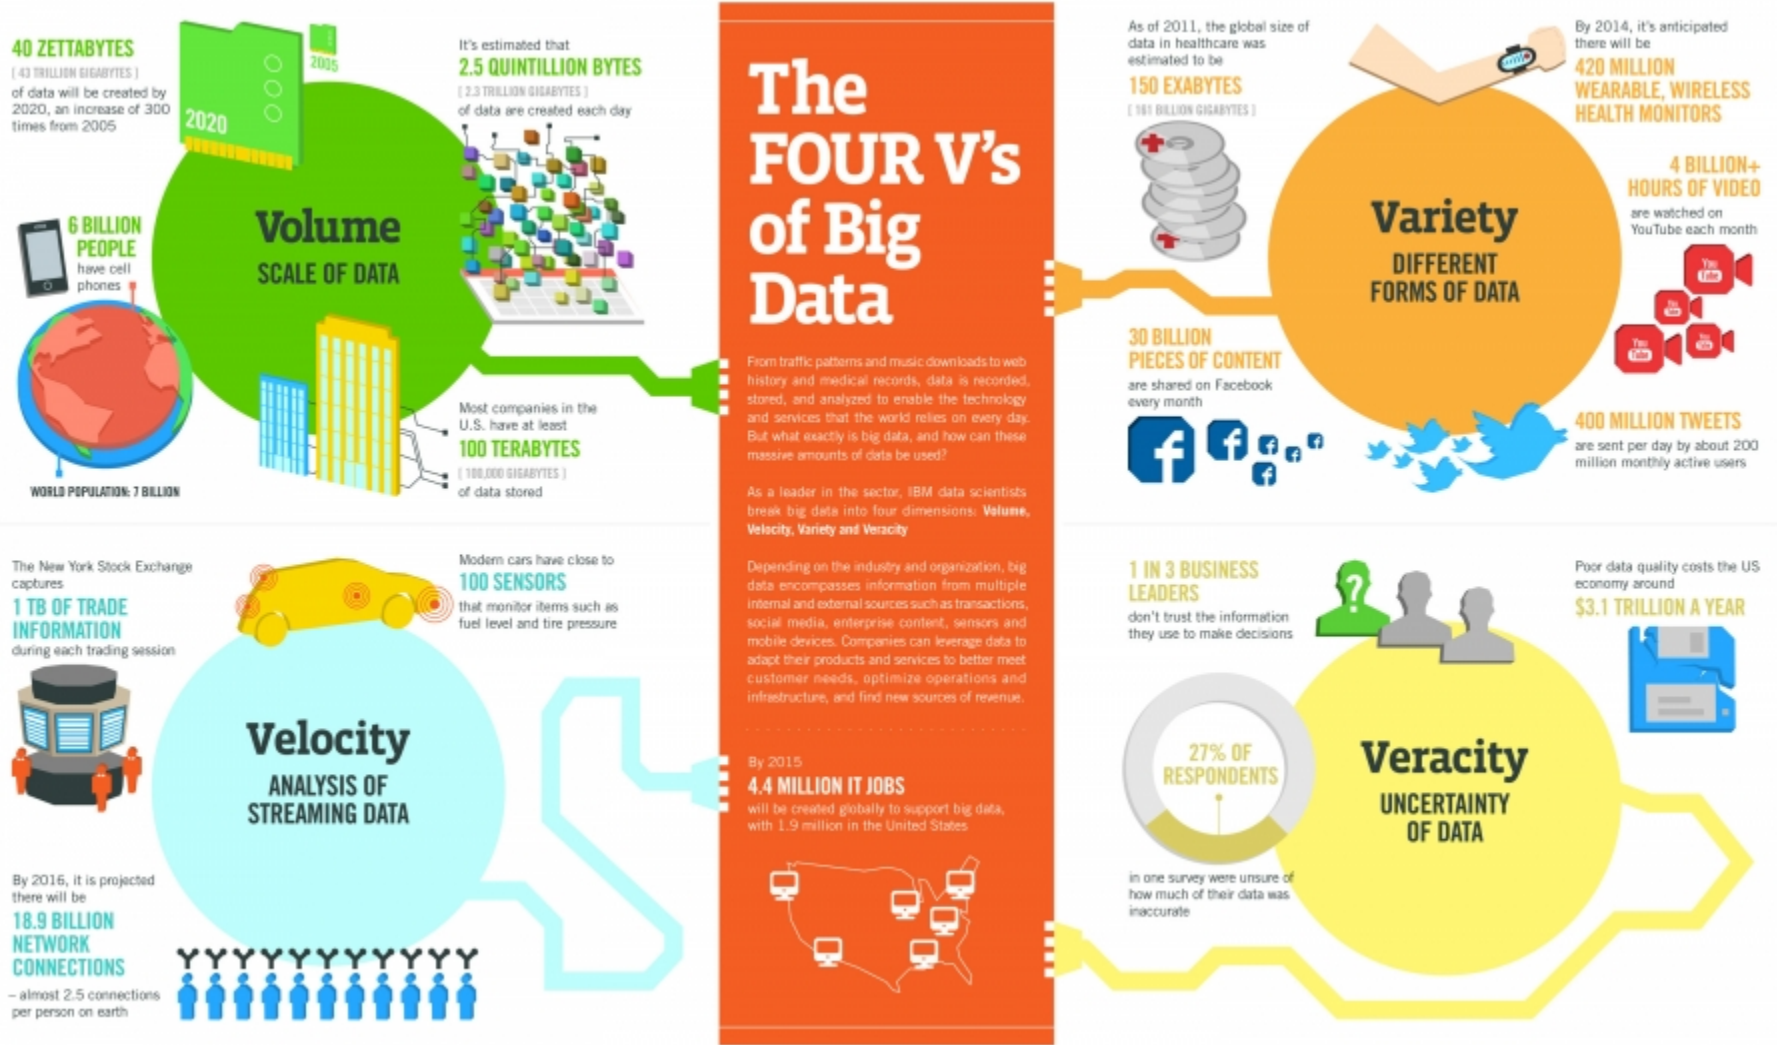 40 ZETTABYTES
[ 43 TRILLION GIGABYTES ]
of data will be created by
2020, an increase of 300
times from 2005
2020
2005
It's estimated that
2.5 QUINTILLION BYTES
[ 2.3 TRILLION GIGABYTES ]
of data are created each day
6 BILLION
PEOPLE
have cell
phones
WORLD POPULATION: 7 BILLION
Volume
SCALE OF DATA
Most companies in the
U.S. have at least
100 TERABYTES
[ 100,000 GIGABYTES ]
of data stored
The New York Stock Exchange
captures
1 TB OF TRADE
INFORMATION
during each trading session
Modern cars have close to
100 SENSORS
that monitor items such as
fuel level and tire pressure
Velocity
ANALYSIS OF
STREAMING DATA
By 2016, it is projected
there will be
18.9 BILLION
NETWORK
CONNECTIONS
– almost 2.5 connections
per person on earth
The
FOUR V's
of Big
Data
From traffic patterns and music downloads to web
history and medical records, data is recorded,
stored, and analyzed to enable the technology
and services that the world relies on every day.
But what exactly is big data, and how can these
massive amounts of data be used?
As a leader in the sector, IBM data scientists
break big data into four dimensions: Volume,
Velocity, Variety and Veracity
Depending on the industry and organization, big
data encompasses information from multiple
internal and external sources such as transactions,
social media, enterprise content, sensors and
mobile devices. Companies can leverage data to
adapt their products and services to better meet
customer needs, optimize operations and
infrastructure, and find new sources of revenue.
By 2015
4.4 MILLION IT JOBS
will be created globally to support big data,
with 1.9 million in the United States
As of 2011, the global size of
data in healthcare was
estimated to be
150 EXABYTES
[ 161 BILLION GIGABYTES ]
By 2014, it's anticipated
there will be
420 MILLION
WEARABLE, WIRELESS
HEALTH MONITORS
4 BILLION+
HOURS OF VIDEO
are watched on
YouTube each month
You
Tube
You
Tube
You
Tube
You
Tube
Variety
DIFFERENT
FORMS OF DATA
30 BILLION
PIECES OF CONTENT
are shared on Facebook
every month
f
f
f
f
f
f
400 MILLION TWEETS
are sent per day by about 200
million monthly active users
1 IN 3 BUSINESS
LEADERS
don't trust the information
they use to make decisions
?
Poor data quality costs the US
economy around
$3.1 TRILLION A YEAR
27% OF
RESPONDENTS
in one survey were unsure of
how much of their data was
inaccurate
Veracity
UNCERTAINTY
OF DATA